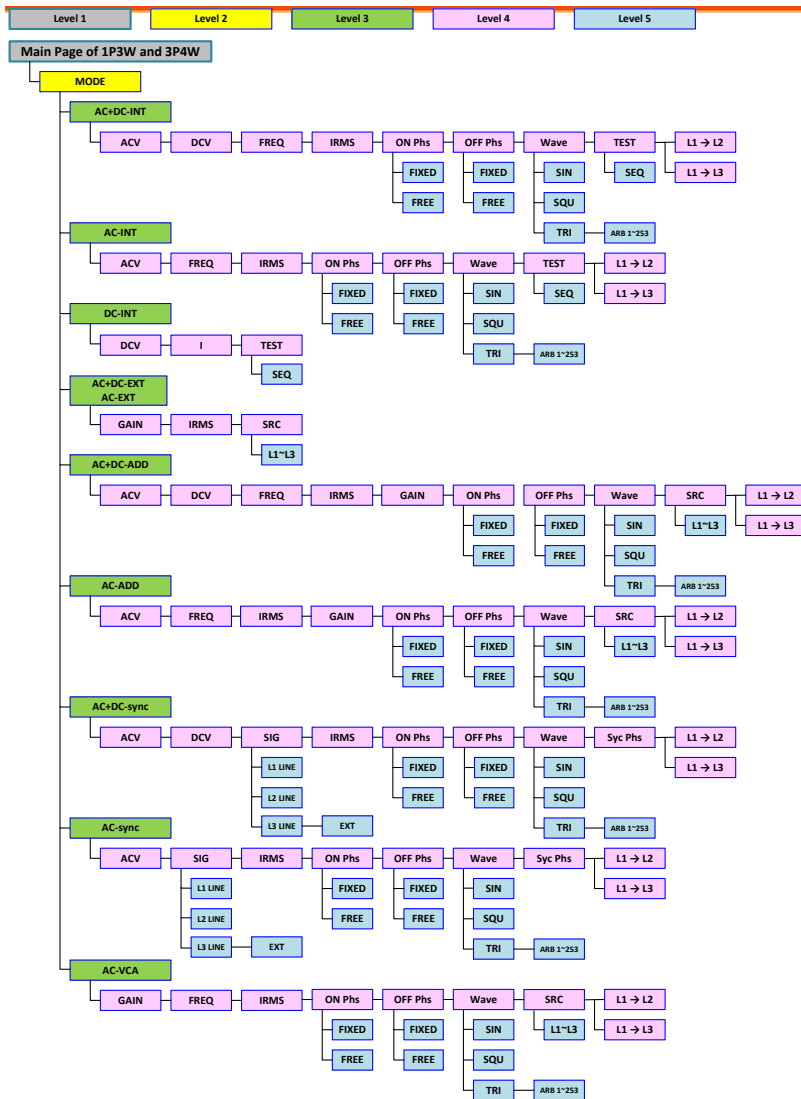 Level 1 Level 2 Level 3 Level 4 Level 5
Main Page of 1P3W and 3P4W
MODE
AC+DC-INT
ACV DCV FREQ IRMS ON Phs OFF Phs Wave TEST L1 → L2
FIXED FIXED SIN SEQ L1 → L3
FREE FREE SQU
TRI ARB 1~253
AC-INT
ACV FREQ IRMS ON Phs OFF Phs Wave TEST L1 → L2
FIXED FIXED SIN SEQ L1 → L3
FREE FREE SQU
TRI ARB 1~253
DC-INT
DCV I TEST
SEQ
AC+DC-EXT
AC-EXT
GAIN IRMS SRC
L1~L3
AC+DC-ADD
ACV DCV FREQ IRMS GAIN ON Phs OFF Phs Wave SRC L1 → L2
FIXED FIXED SIN L1~L3 L1 → L3
FREE FREE SQU
TRI ARB 1~253
AC-ADD
ACV FREQ IRMS GAIN ON Phs OFF Phs Wave SRC L1 → L2
FIXED FIXED SIN L1~L3 L1 → L3
FREE FREE SQU
TRI ARB 1~253
AC+DC-sync
ACV DCV SIG IRMS ON Phs OFF Phs Wave Syc Phs L1 → L2
L1 LINE FIXED FIXED SIN L1 → L3
L2 LINE FREE FREE SQU
L3 LINE EXT TRI ARB 1~253
AC-sync
ACV SIG IRMS ON Phs OFF Phs Wave Syc Phs L1 → L2
L1 LINE FIXED FIXED SIN L1 → L3
L2 LINE FREE FREE SQU
L3 LINE EXT TRI ARB 1~253
AC-VCA
GAIN FREQ IRMS ON Phs OFF Phs Wave SRC L1 → L2
FIXED FIXED SIN L1~L3 L1 → L3
FREE FREE SQU
TRI ARB 1~253